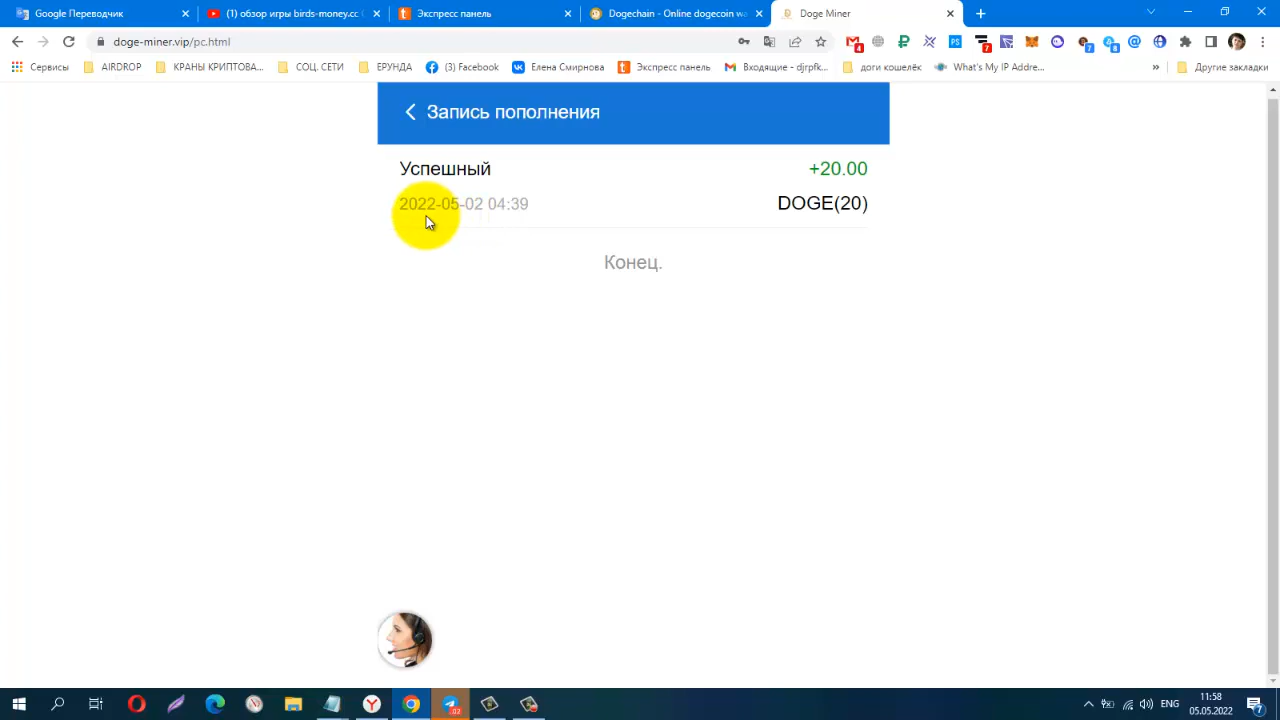 Google Переводчик
(1) обзор игры birds-money.cc
Экспресс панель
Dogechain - Online dogecoin wa
Doge Miner
doge-miner.vip/pc.html
Сервисы
AIRDROP
КРАНЫ КРИПТОВА...
СОЦ. СЕТИ
ЕРУНДА
(3) Facebook
Елена Смирнова
Экспресс панель
Входящие - djrpfk...
доги кошелёк
What's My IP Addre...
»
Другие закладки
Запись пополнения
Успешный +20.00
2022-05-02 04:39 DOGE(20)
Конец.
ENG
11:58
05.05.2022